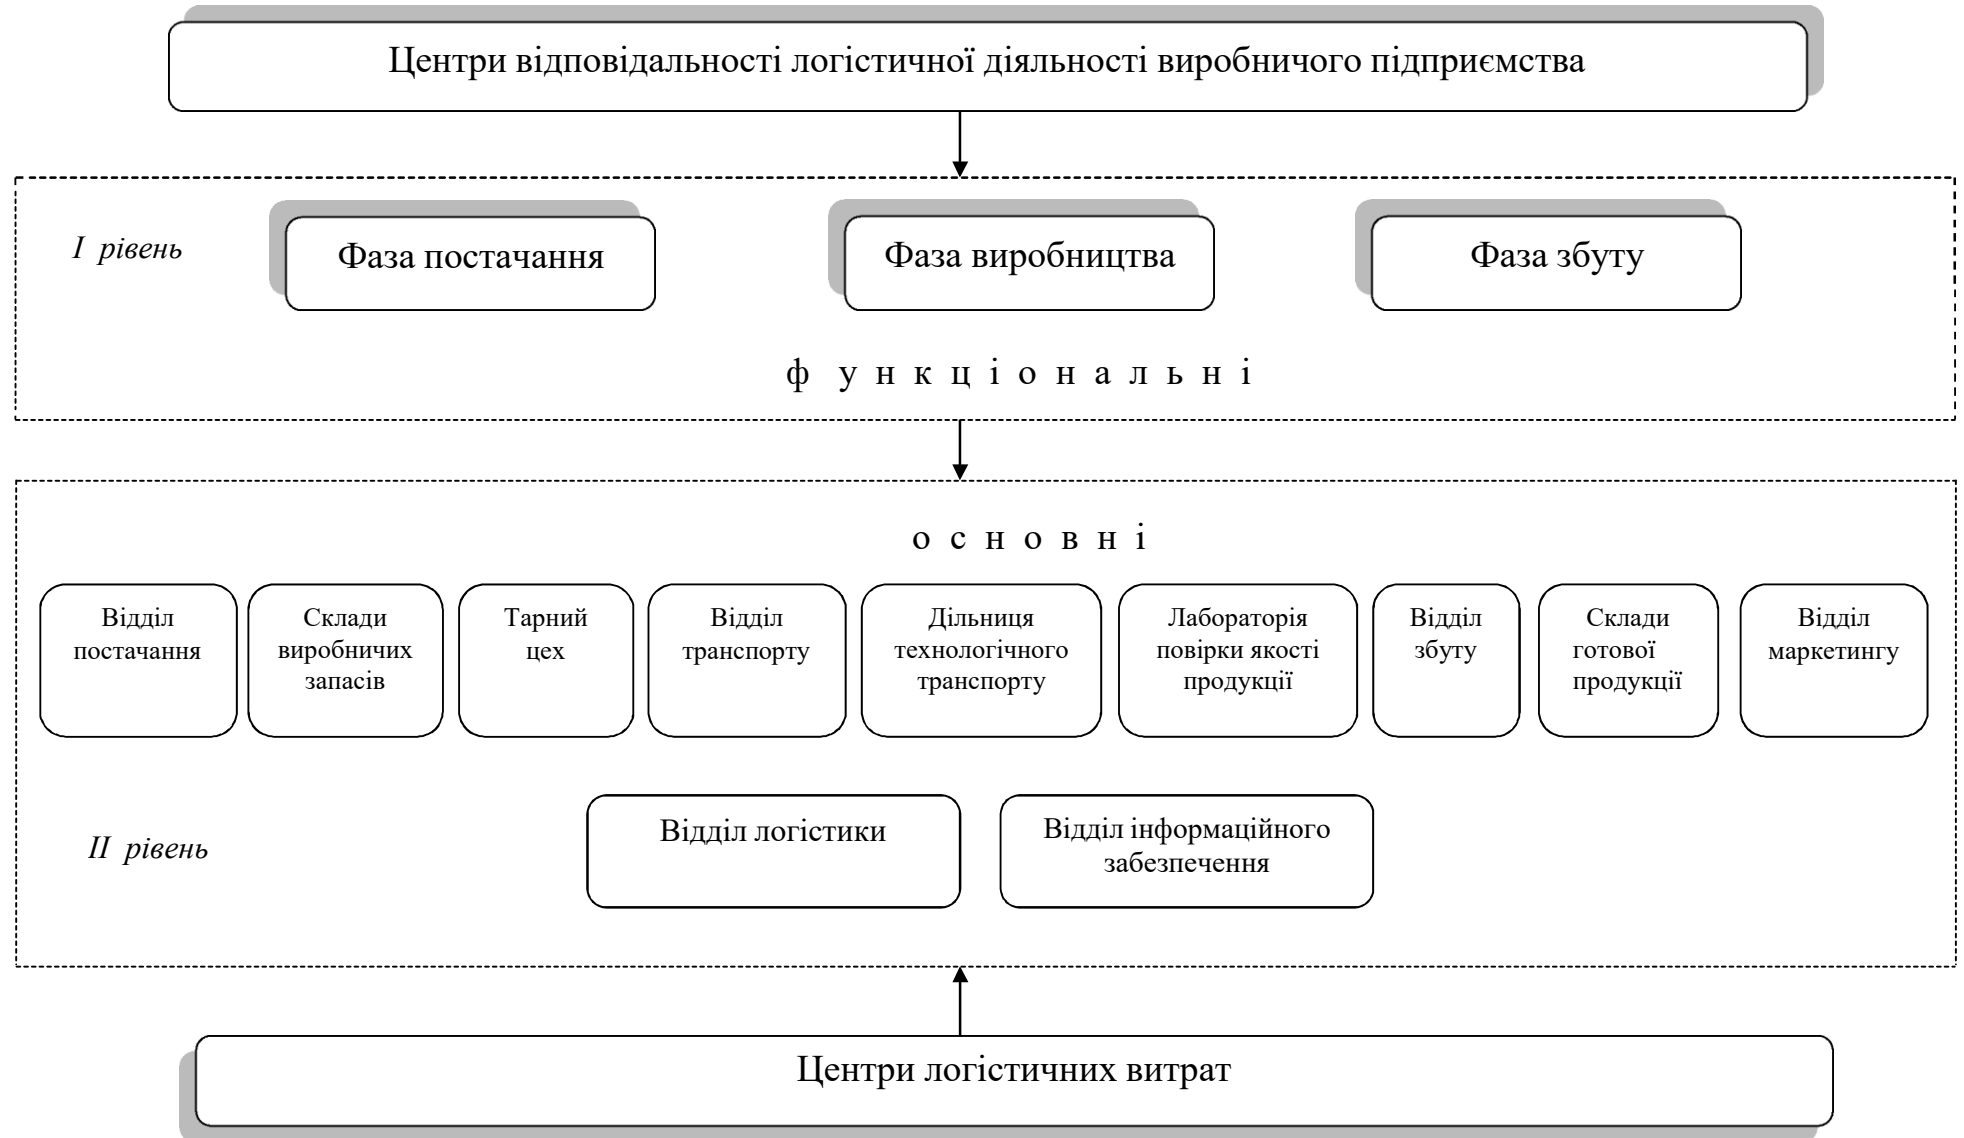 Центри відповідальності логістичної діяльності виробничого підприємства
І рівень
Фаза постачання
Фаза виробництва
Фаза збуту
ф у н к ц і о н а л ь н і
о с н о в н і
Відділ
постачання
Склади
виробничих
запасів
Тарний
цех
Відділ
транспорту
Дільниця
технологічного
транспорту
Лабораторія
повірки якості
продукції
Відділ
збуту
Склади
готової
продукції
Відділ
маркетингу
ІІ рівень
Відділ логістики
Відділ інформаційного
забезпечення
Центри логістичних витрат